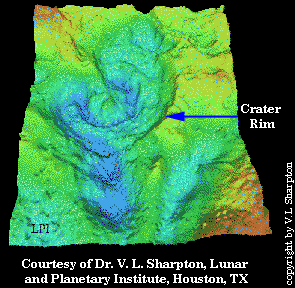 Crater
Rim
LPI
Courtesy of Dr. V. L. Sharpton, Lunar
and Planetary Institute, Houston, TX
copyright by V.L. Sharpton